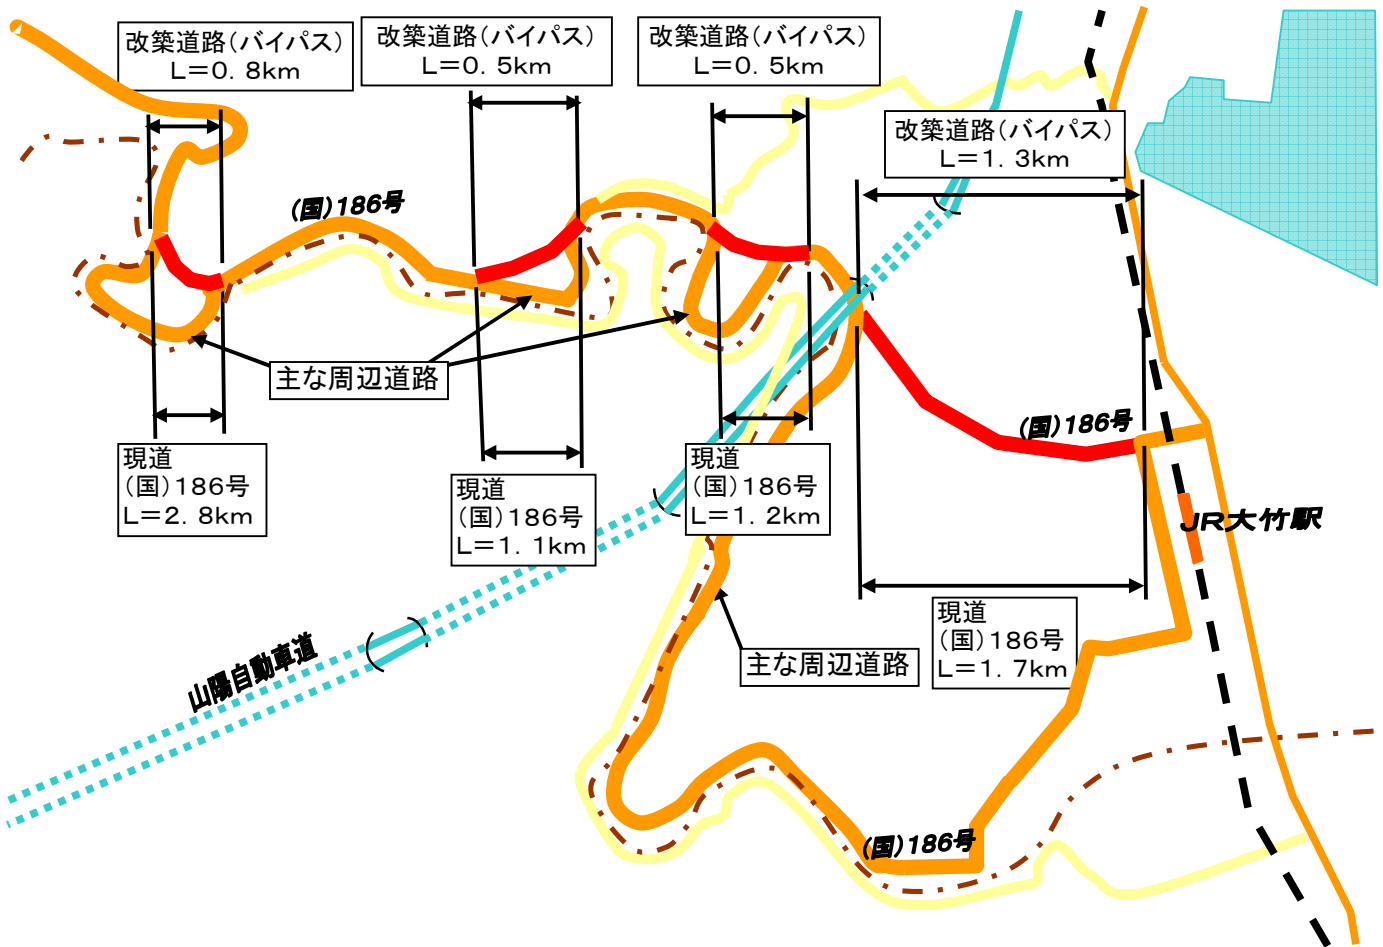 改築道路（バイパス）
L＝0．8km
改築道路（バイパス）
L＝0．5km
改築道路（バイパス）
L＝0．5km
改築道路（バイパス）
L＝1．3km
（国）186号
主な周辺道路
（国）186号
現道
（国）186号
L＝2．8km
現道
（国）186号
L＝1．1km
現道
（国）186号
L＝1．2km
JR大竹駅
現道
（国）186号
L＝1．7km
主な周辺道路
山陽自動車道
（国）186号